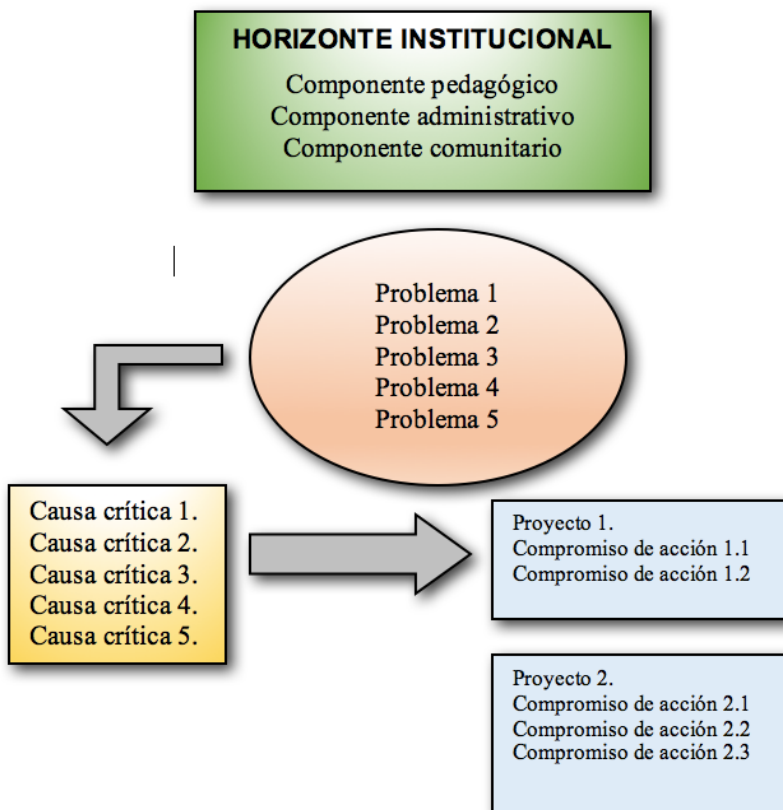 HORIZONTE INSTITUCIONAL
Componente pedagógico
Componente administrativo
Componente comunitario
Problema 1
Problema 2
Problema 3
Problema 4
Problema 5
Causa crítica 1.
Causa crítica 2.
Causa crítica 3.
Causa crítica 4.
Causa crítica 5.
Proyecto 1.
Compromiso de acción 1.1
Compromiso de acción 1.2
Proyecto 2.
Compromiso de acción 2.1
Compromiso de acción 2.2
Compromiso de acción 2.3